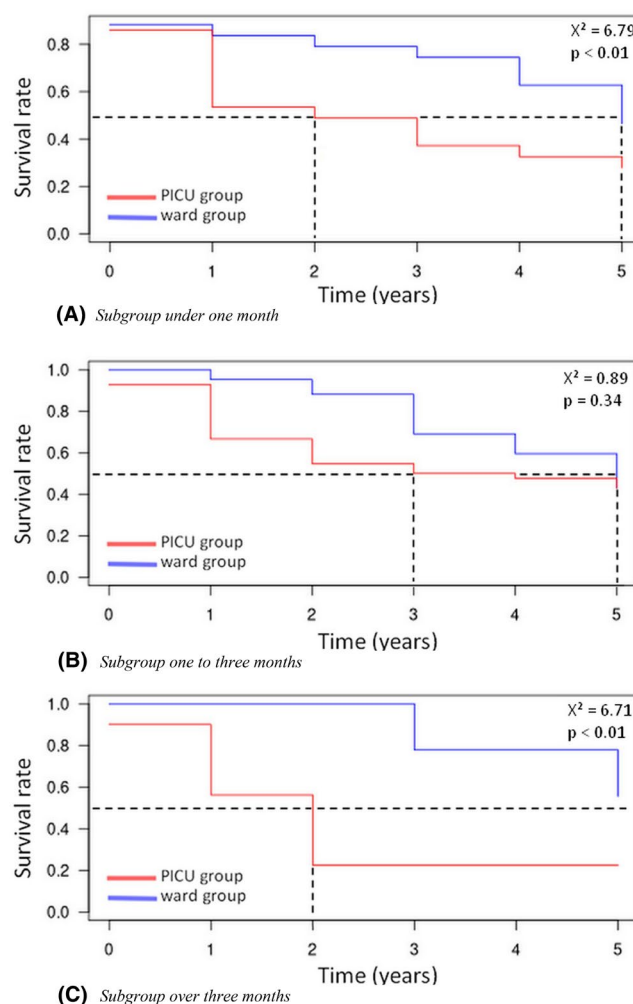 Survival rate
0.8
0.6
0.4
0.2
0.0
X² = 6.79
p < 0.01
PICU group
ward group
0 1 2 3 4 5
Time (years)
(A) Subgroup under one month
Survival rate
1.0
0.8
0.6
0.4
0.2
0.0
X² = 0.89
p = 0.34
PICU group
ward group
0 1 2 3 4 5
Time (years)
(B) Subgroup one to three months
Survival rate
1.0
0.8
0.6
0.4
0.2
0.0
X² = 6.71
p < 0.01
PICU group
ward group
0 1 2 3 4 5
Time (years)
(C) Subgroup over three months